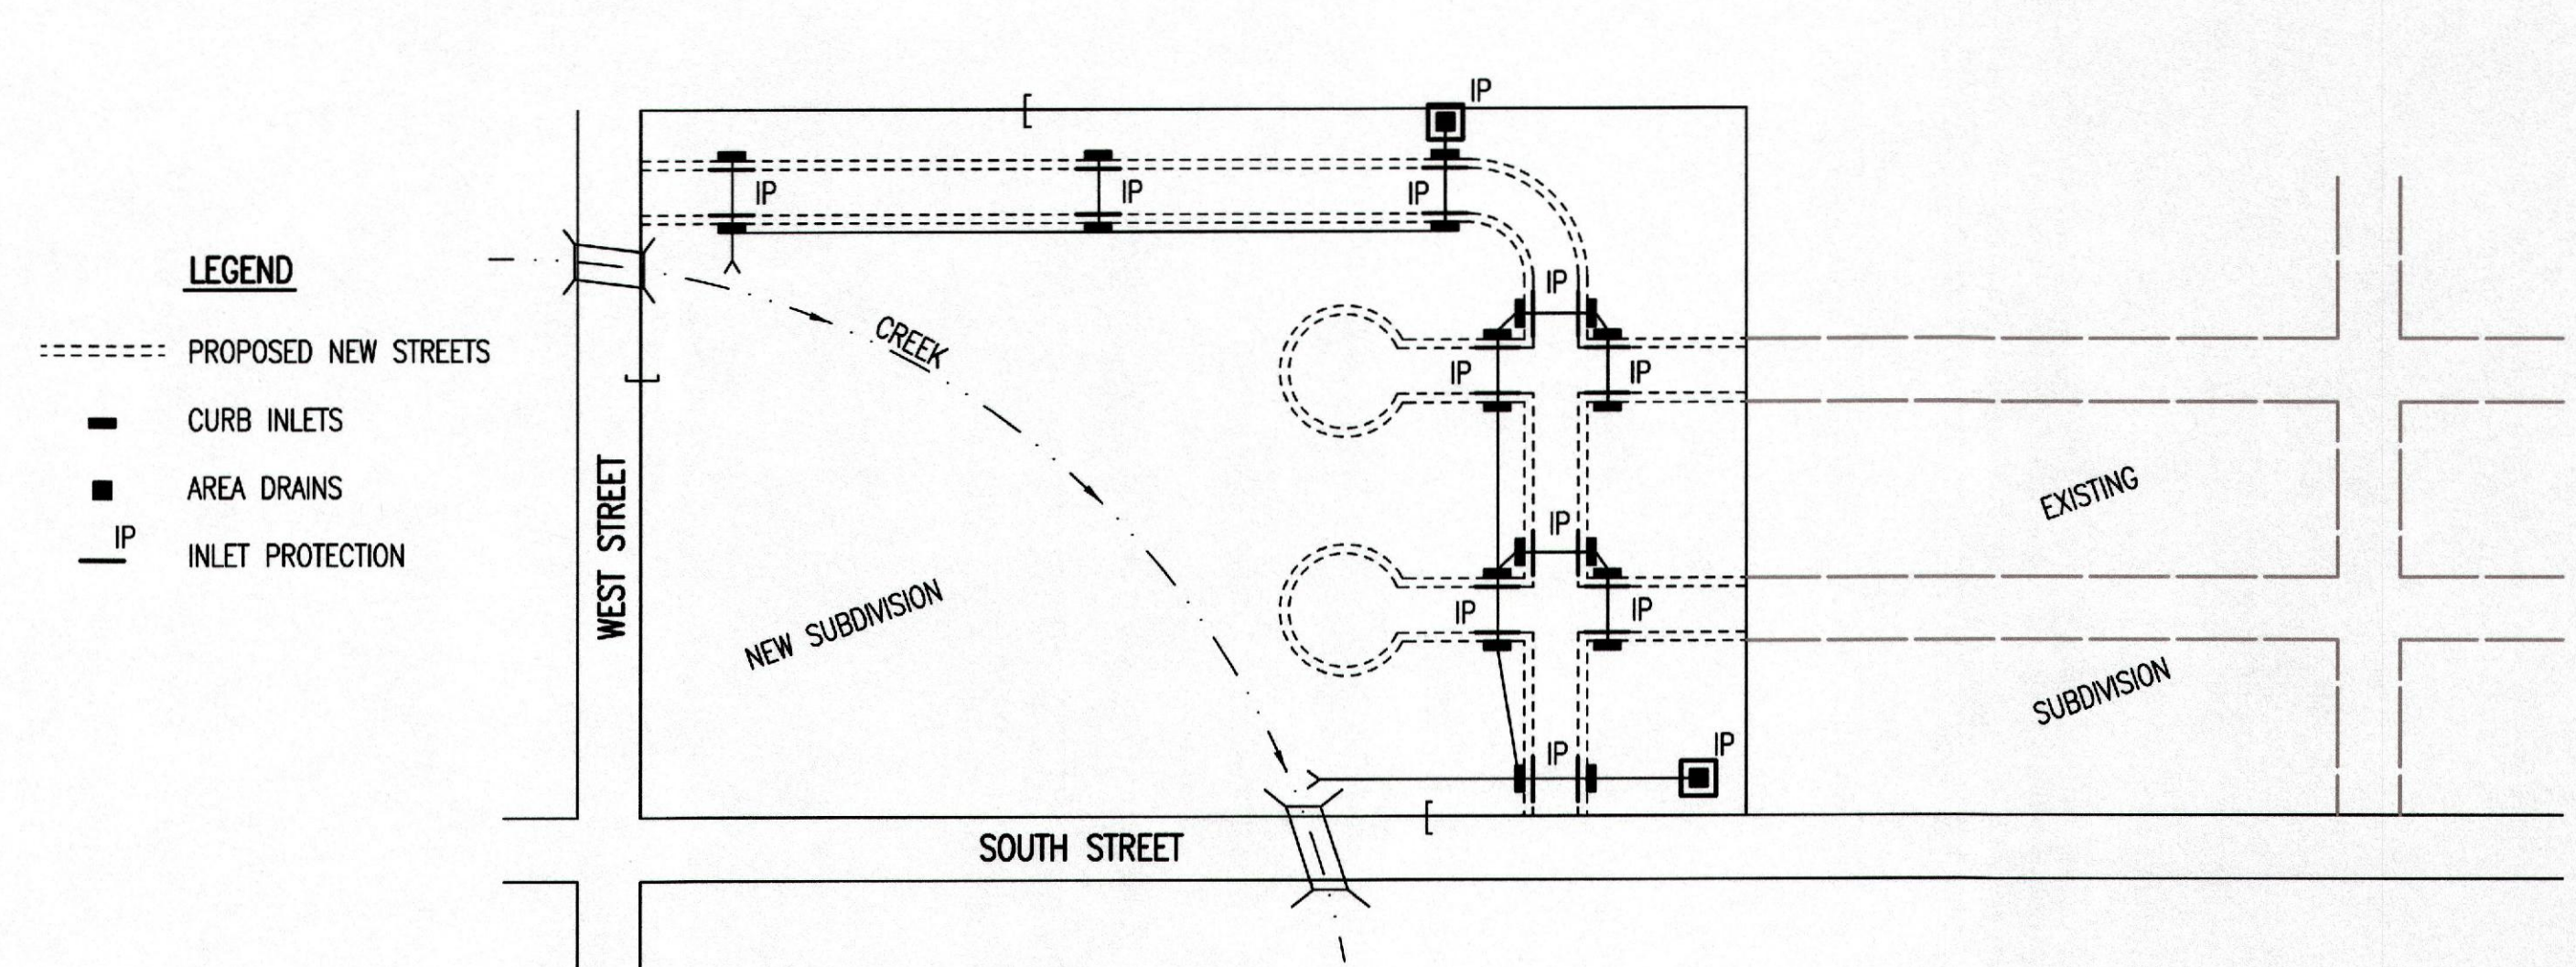 IP
IP
IP
IP
LEGEND
PROPOSED NEW STREETS
CURB INLETS
AREA DRAINS
IP
INLET PROTECTION
WEST STREET
CREEK
NEW SUBDIVISION
IP
IP
IP
IP
IP
IP
IP
IP
EXISTING
SUBDIVISION
SOUTH STREET